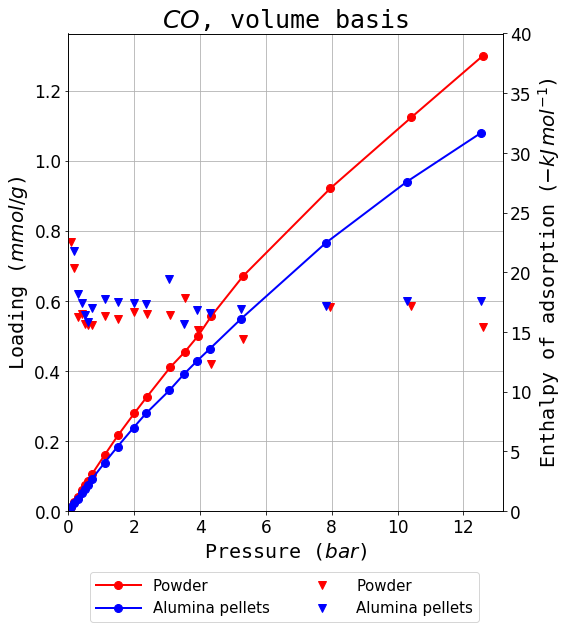 CO, volume basis
Loading (mmol/g)
1.2
1.0
0.8
0.6
0.4
0.2
0.0
0 2 4 6 8 10 12
Pressure (bar)
40
35
30
25
20
15
10
5
0
Enthalpy of adsorption (−kJ mol⁻¹)
Powder Powder
Alumina pellets Alumina pellets